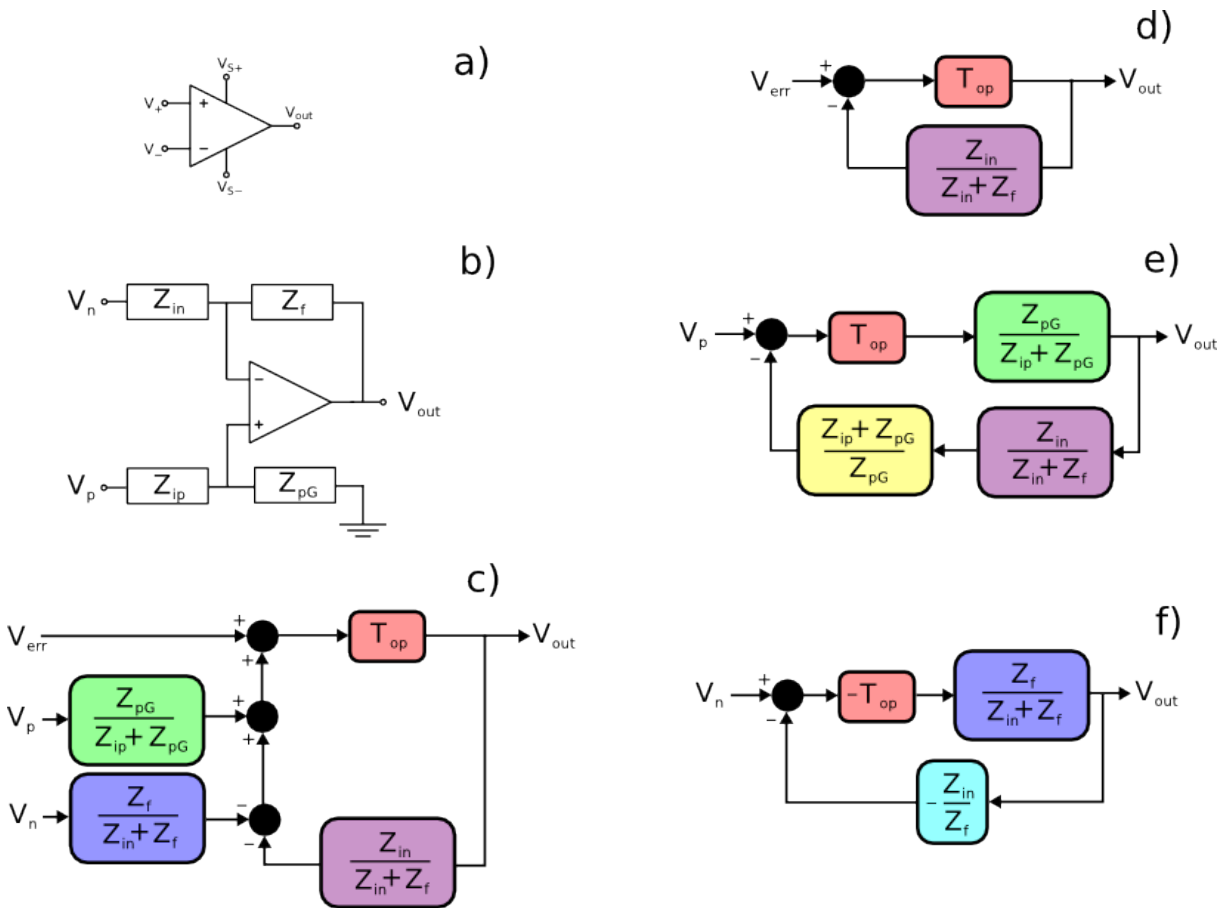 a)
V_S+
V_+
+
V_out
V_−
−
V_S−
b)
V_n
Z_in
Z_f
−
+
V_out
V_p
Z_ip
Z_pG
c)
V_err
+
T_op
V_out
+
V_p
Z_pG
Z_ip + Z_pG
+
+
V_n
Z_f
Z_in + Z_f
−
−
Z_in
Z_in + Z_f
d)
V_err
+
−
T_op
V_out
Z_in
Z_in + Z_f
e)
V_p
+
−
T_op
Z_pG
Z_ip + Z_pG
V_out
Z_ip + Z_pG
Z_pG
Z_in
Z_in + Z_f
f)
V_n
+
−
−T_op
Z_f
Z_in + Z_f
V_out
− Z_in
Z_f